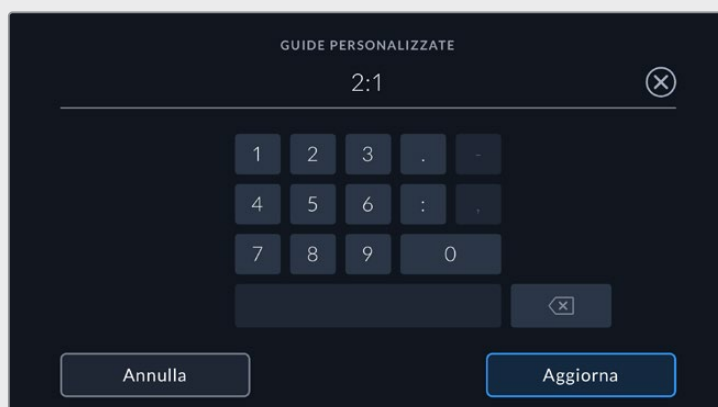 GUIDE PERSONALIZZATE
2:1
1 2 3 . -
4 5 6 : ,
7 8 9 0
Annulla Aggiorna